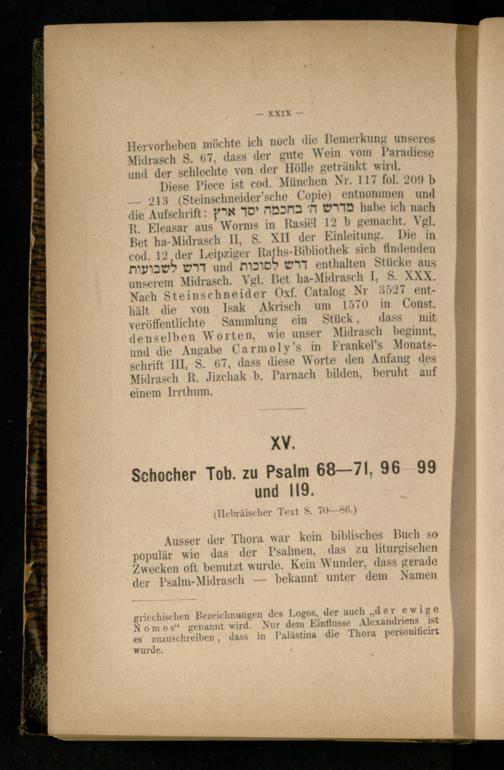 — XXIX —
Hervorheben möchte ich noch die Bemerkung unseres
Midrasch S. 67, dass der gute Wein vom Paradiese
und der schlechte von der Hölle getränkt wird.
Diese Piece ist cod. München Nr. 117 fol. 209 b
— 213 (Steinschneider'sche Copie) entnommen und
die Aufschrift: מדרש ה׳ בחכמה יסד ארץ habe ich nach
R. Eleasar aus Worms in Rasiël 12 b gemacht. Vgl.
Bet ha-Midrasch II, S. XII der Einleitung. Die in
cod. 12 der Leipziger Raths-Bibliothek sich findenden
דרש לשבועות und דרש לסוכות enthalten Stücke aus
unserem Midrasch. Vgl. Bet ha-Midrasch I, S. XXX.
Nach Steinschneider Oxf. Catalog Nr 3527 ent-
hält die von Isak Akrisch um 1570 in Const.
veröffentlichte Sammlung ein Stück, dass mit
denselben Worten, wie unser Midrasch beginnt,
und die Angabe Carmoly's in Frankel's Monats-
schrift III, S. 67, dass diese Worte den Anfang des
Midrasch R. Jizchak b. Parnach bilden, beruht auf
einem Irrthum.
XV.
Schocher Tob. zu Psalm 68—71, 96—99
und 119.
(Hebräischer Text S. 70—86.)
Ausser der Thora war kein biblisches Buch so
populär wie das der Psalmen, das zu liturgischen
Zwecken oft benutzt wurde. Kein Wunder, dass gerade
der Psalm-Midrasch — bekannt unter dem Namen
griechischen Bezeichnungen des Logos, der auch „der ewige
Nomos" genannt wird. Nur dem Einflusse Alexandriens ist
es zuzuschreiben, dass in Palästina die Thora personificirt
wurde.